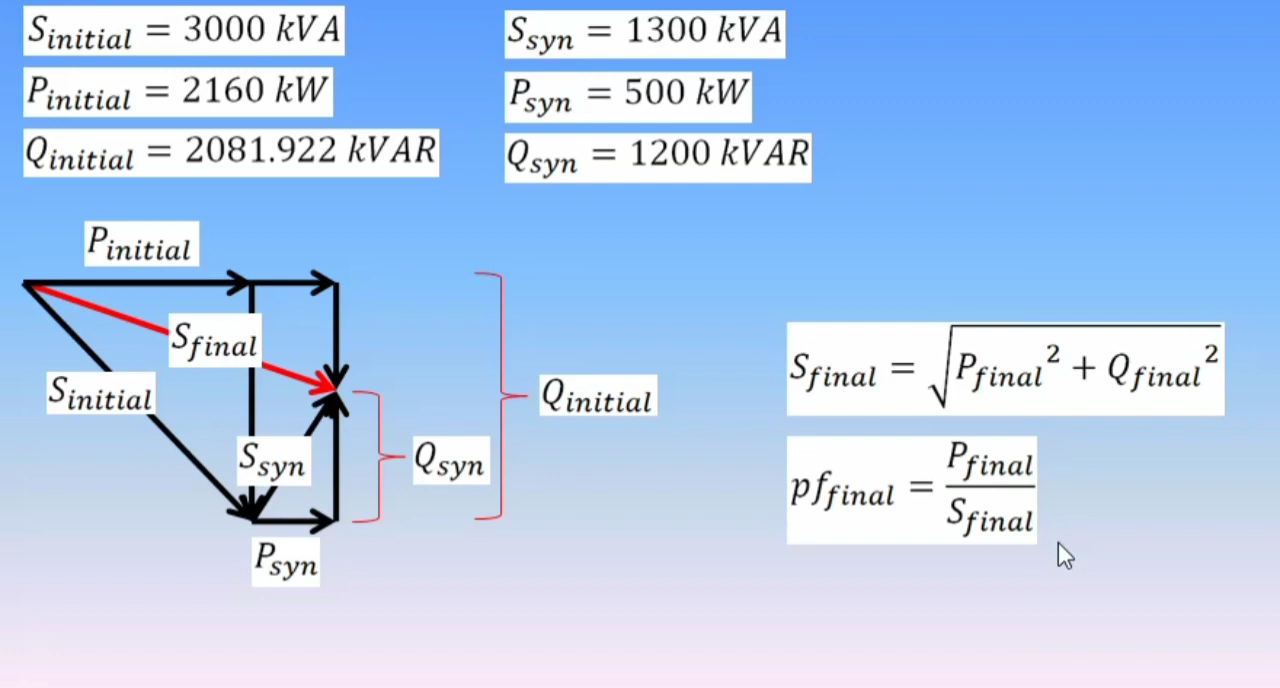 S_initial = 3000 kVA
P_initial = 2160 kW
Q_initial = 2081.922 kVAR
S_syn = 1300 kVA
P_syn = 500 kW
Q_syn = 1200 kVAR
P_initial
S_final
S_initial
S_syn
Q_syn
Q_initial
P_syn
S_final = √(P_final² + Q_final²)
pf_final = P_final / S_final